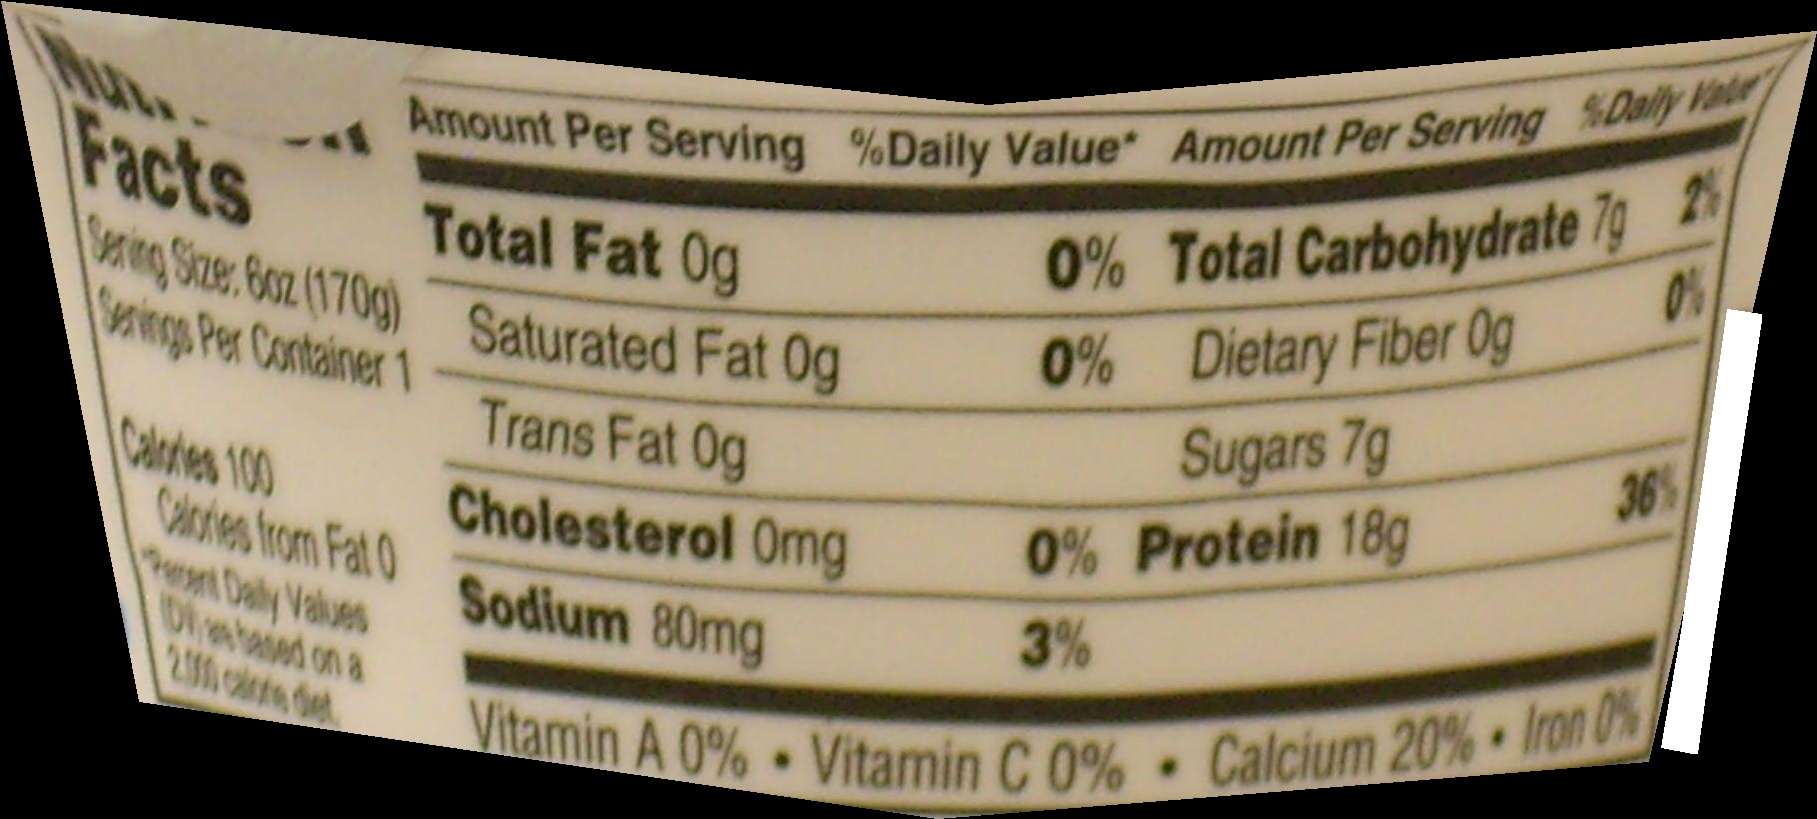 Nutrition
Facts
Serving Size: 6oz (170g)
Servings Per Container 1
Calories 100
Calories from Fat 0
*Percent Daily Values
(DV) are based on a
2,000 calorie diet.
Amount Per Serving %Daily Value* Amount Per Serving %Daily Value*
Total Fat 0g 0% Total Carbohydrate 7g 2%
Saturated Fat 0g 0% Dietary Fiber 0g 0%
Trans Fat 0g Sugars 7g
Cholesterol 0mg 0% Protein 18g 36%
Sodium 80mg 3%
Vitamin A 0% • Vitamin C 0% • Calcium 20% • Iron 0%